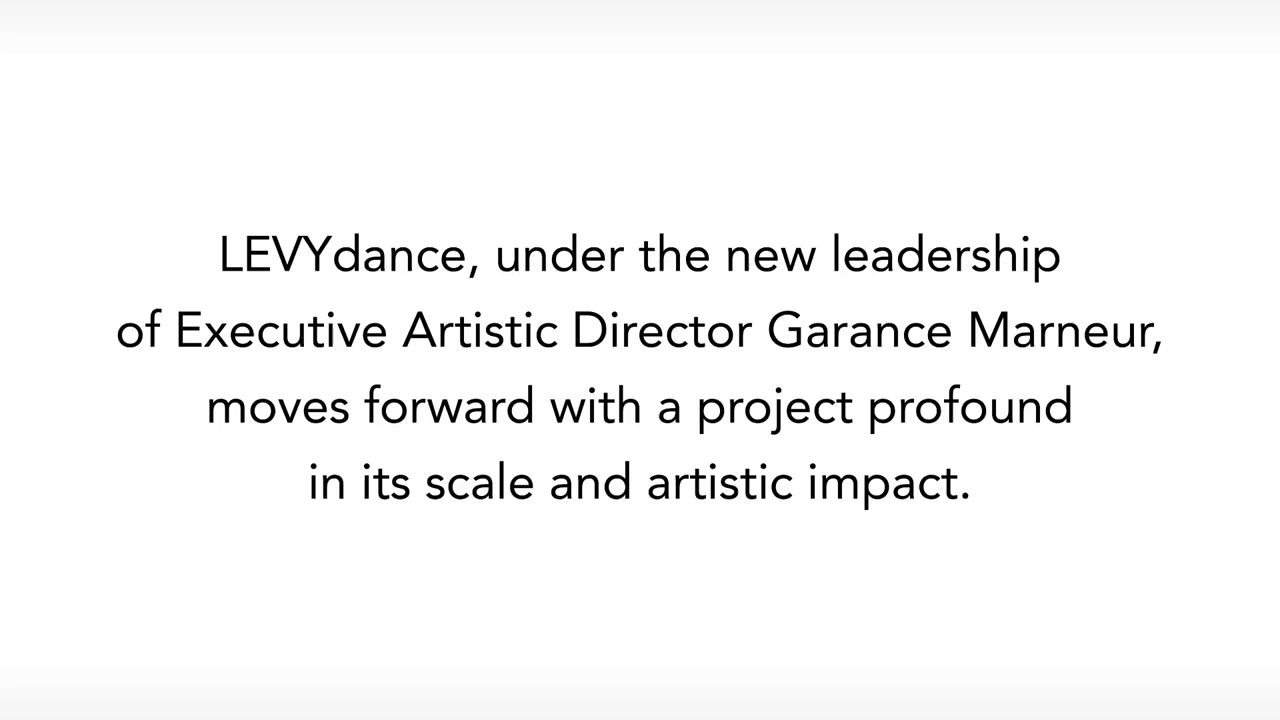 LEVYdance, under the new leadership
of Executive Artistic Director Garance Marneur,
moves forward with a project profound
in its scale and artistic impact.